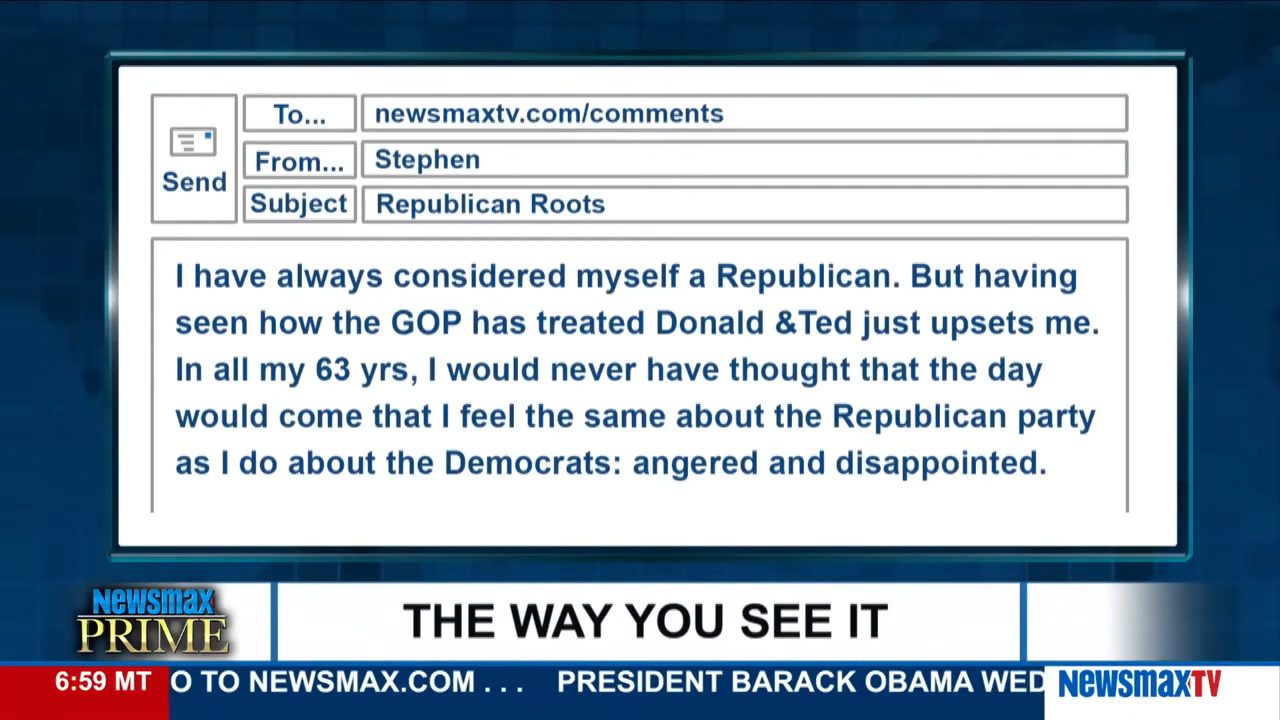 To...
newsmaxtv.com/comments
Send
From...
Stephen
Subject
Republican Roots
I have always considered myself a Republican. But having
seen how the GOP has treated Donald &Ted just upsets me.
In all my 63 yrs, I would never have thought that the day
would come that I feel the same about the Republican party
as I do about the Democrats: angered and disappointed.
Newsmax
PRIME
THE WAY YOU SEE IT
6:59 MT
O TO NEWSMAX.COM . . . PRESIDENT BARACK OBAMA WED
NewsmaxTV